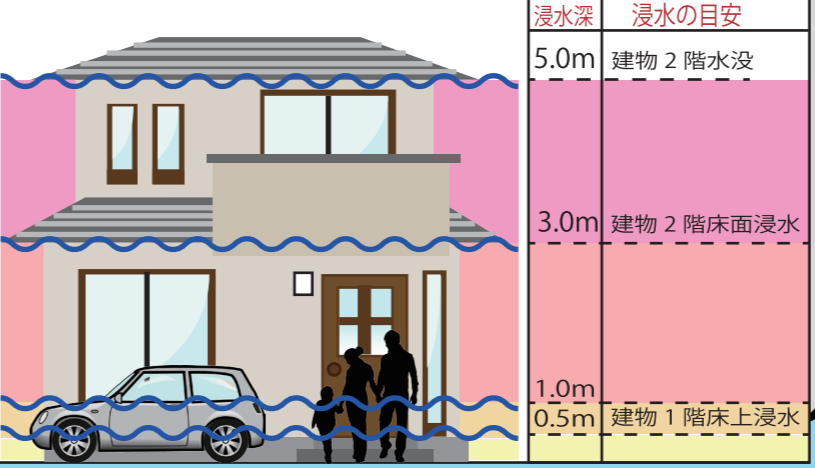 浸水深 浸水の目安
5.0m 建物2階水没
3.0m 建物2階床面浸水
1.0m
0.5m 建物1階床上浸水